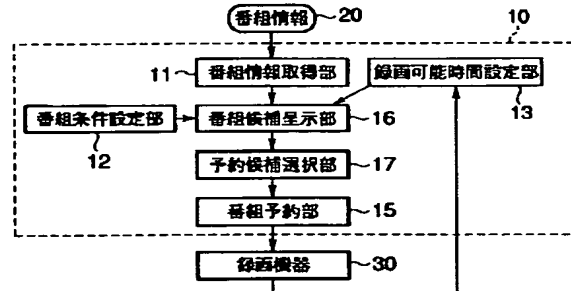 番組情報 20
10
11 番組情報取得部
録画可能時間設定部
13
番組条件設定部
12
番組候補呈示部 16
予約候補選択部 17
番組予約部 15
録画機器 30